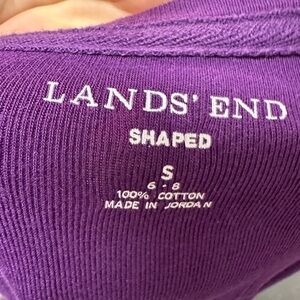 LANDS' END
SHAPED
S
6 - 8
100% COTTON
MADE IN JORDAN